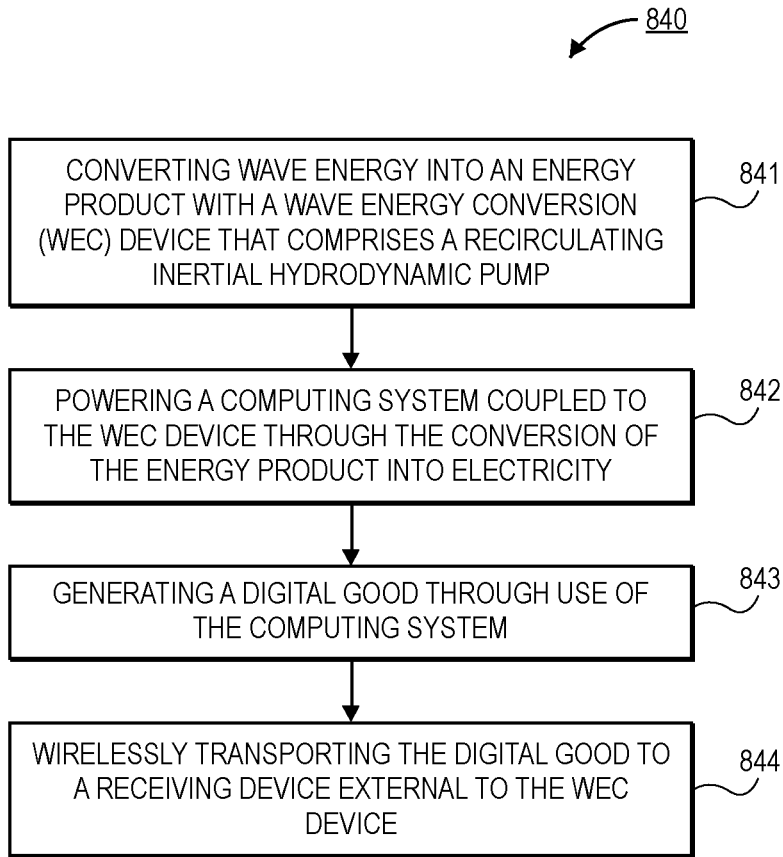 840
CONVERTING WAVE ENERGY INTO AN ENERGY
PRODUCT WITH A WAVE ENERGY CONVERSION
(WEC) DEVICE THAT COMPRISES A RECIRCULATING
INERTIAL HYDRODYNAMIC PUMP
841
POWERING A COMPUTING SYSTEM COUPLED TO
THE WEC DEVICE THROUGH THE CONVERSION OF
THE ENERGY PRODUCT INTO ELECTRICITY
842
GENERATING A DIGITAL GOOD THROUGH USE OF
THE COMPUTING SYSTEM
843
WIRELESSLY TRANSPORTING THE DIGITAL GOOD TO
A RECEIVING DEVICE EXTERNAL TO THE WEC
DEVICE
844